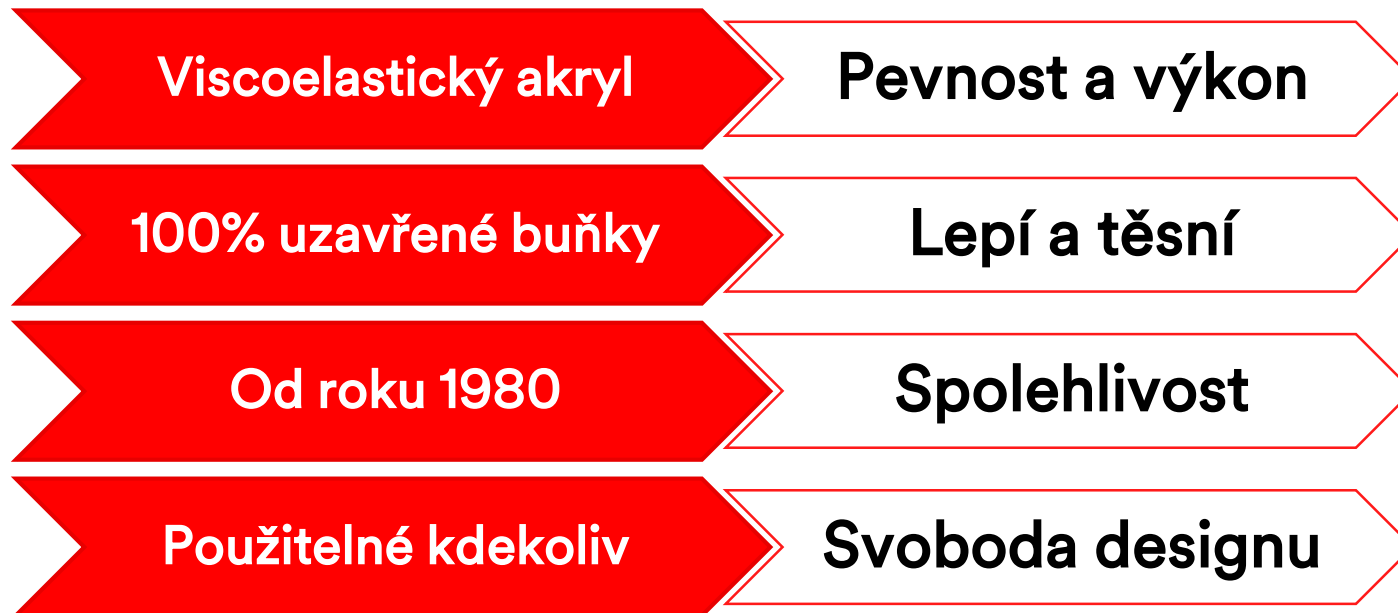 Viscoelastický akryl
Pevnost a výkon
100% uzavřené buňky
Lepí a těsní
Od roku 1980
Spolehlivost
Použitelné kdekoliv
Svoboda designu